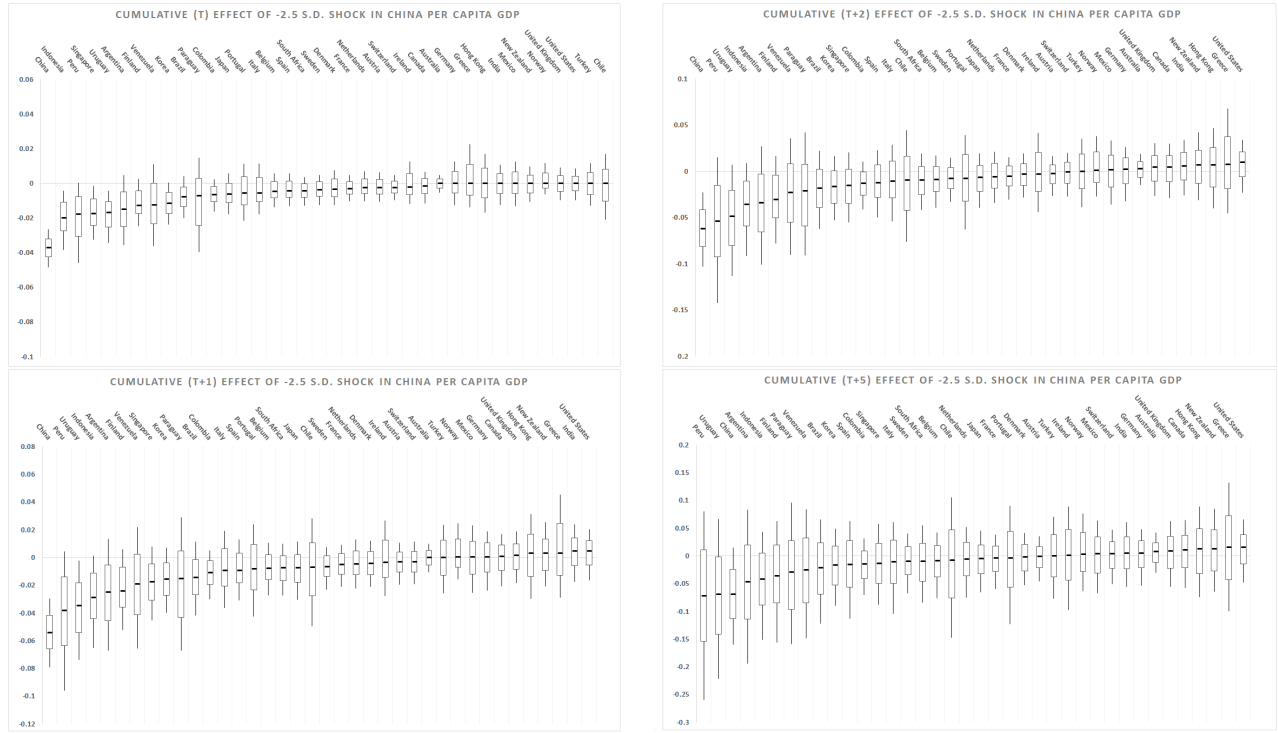 CUMULATIVE (T) EFFECT OF -2.5 S.D. SHOCK IN CHINA PER CAPITA GDP
China
Indonesia
Peru
Singapore
Uruguay
Argentina
Finland
Venezuela
Korea
Brazil
Paraguay
Colombia
Japan
Portugal
Italy
Belgium
Spain
South Africa
Sweden
Denmark
France
Netherlands
Austria
Switzerland
Ireland
Canada
Australia
Germany
Greece
Hong Kong
India
Mexico
New Zealand
Norway
United Kingdom
United States
Turkey
Chile
0.06
0.04
0.02
0
-0.02
-0.04
-0.06
-0.08
-0.1
CUMULATIVE (T+2) EFFECT OF -2.5 S.D. SHOCK IN CHINA PER CAPITA GDP
China
Peru
Uruguay
Indonesia
Argentina
Finland
Venezuela
Paraguay
Brazil
Korea
Singapore
Colombia
Spain
Italy
Chile
South Africa
Belgium
Sweden
Portugal
Japan
Netherlands
France
Denmark
Ireland
Austria
Switzerland
Turkey
Norway
Mexico
Germany
Australia
United Kingdom
Canada
India
New Zealand
Hong Kong
Greece
United States
0.1
0.05
0
-0.05
-0.1
-0.15
0.2
CUMULATIVE (T+1) EFFECT OF -2.5 S.D. SHOCK IN CHINA PER CAPITA GDP
China
Peru
Uruguay
Indonesia
Argentina
Finland
Venezuela
Singapore
Korea
Paraguay
Brazil
Colombia
Italy
Spain
Portugal
Belgium
South Africa
Japan
Chile
Sweden
France
Netherlands
Denmark
Ireland
Austria
Switzerland
Australia
Turkey
Norway
Mexico
Germany
Canada
United Kingdom
Hong Kong
New Zealand
Greece
India
United States
0.08
0.06
0.04
0.02
0
-0.02
-0.04
-0.06
-0.08
-0.1
-0.12
CUMULATIVE (T+5) EFFECT OF -2.5 S.D. SHOCK IN CHINA PER CAPITA GDP
Peru
Uruguay
China
Argentina
Indonesia
Finland
Paraguay
Venezuela
Brazil
Korea
Spain
Colombia
Singapore
Italy
Sweden
South Africa
Belgium
Chile
Netherlands
Japan
France
Portugal
Denmark
Austria
Turkey
Ireland
Norway
Mexico
Switzerland
India
Germany
Australia
United Kingdom
Canada
Hong Kong
New Zealand
Greece
United States
0.2
0.15
0.1
0.05
0
-0.05
-0.1
-0.15
-0.2
-0.25
-0.3